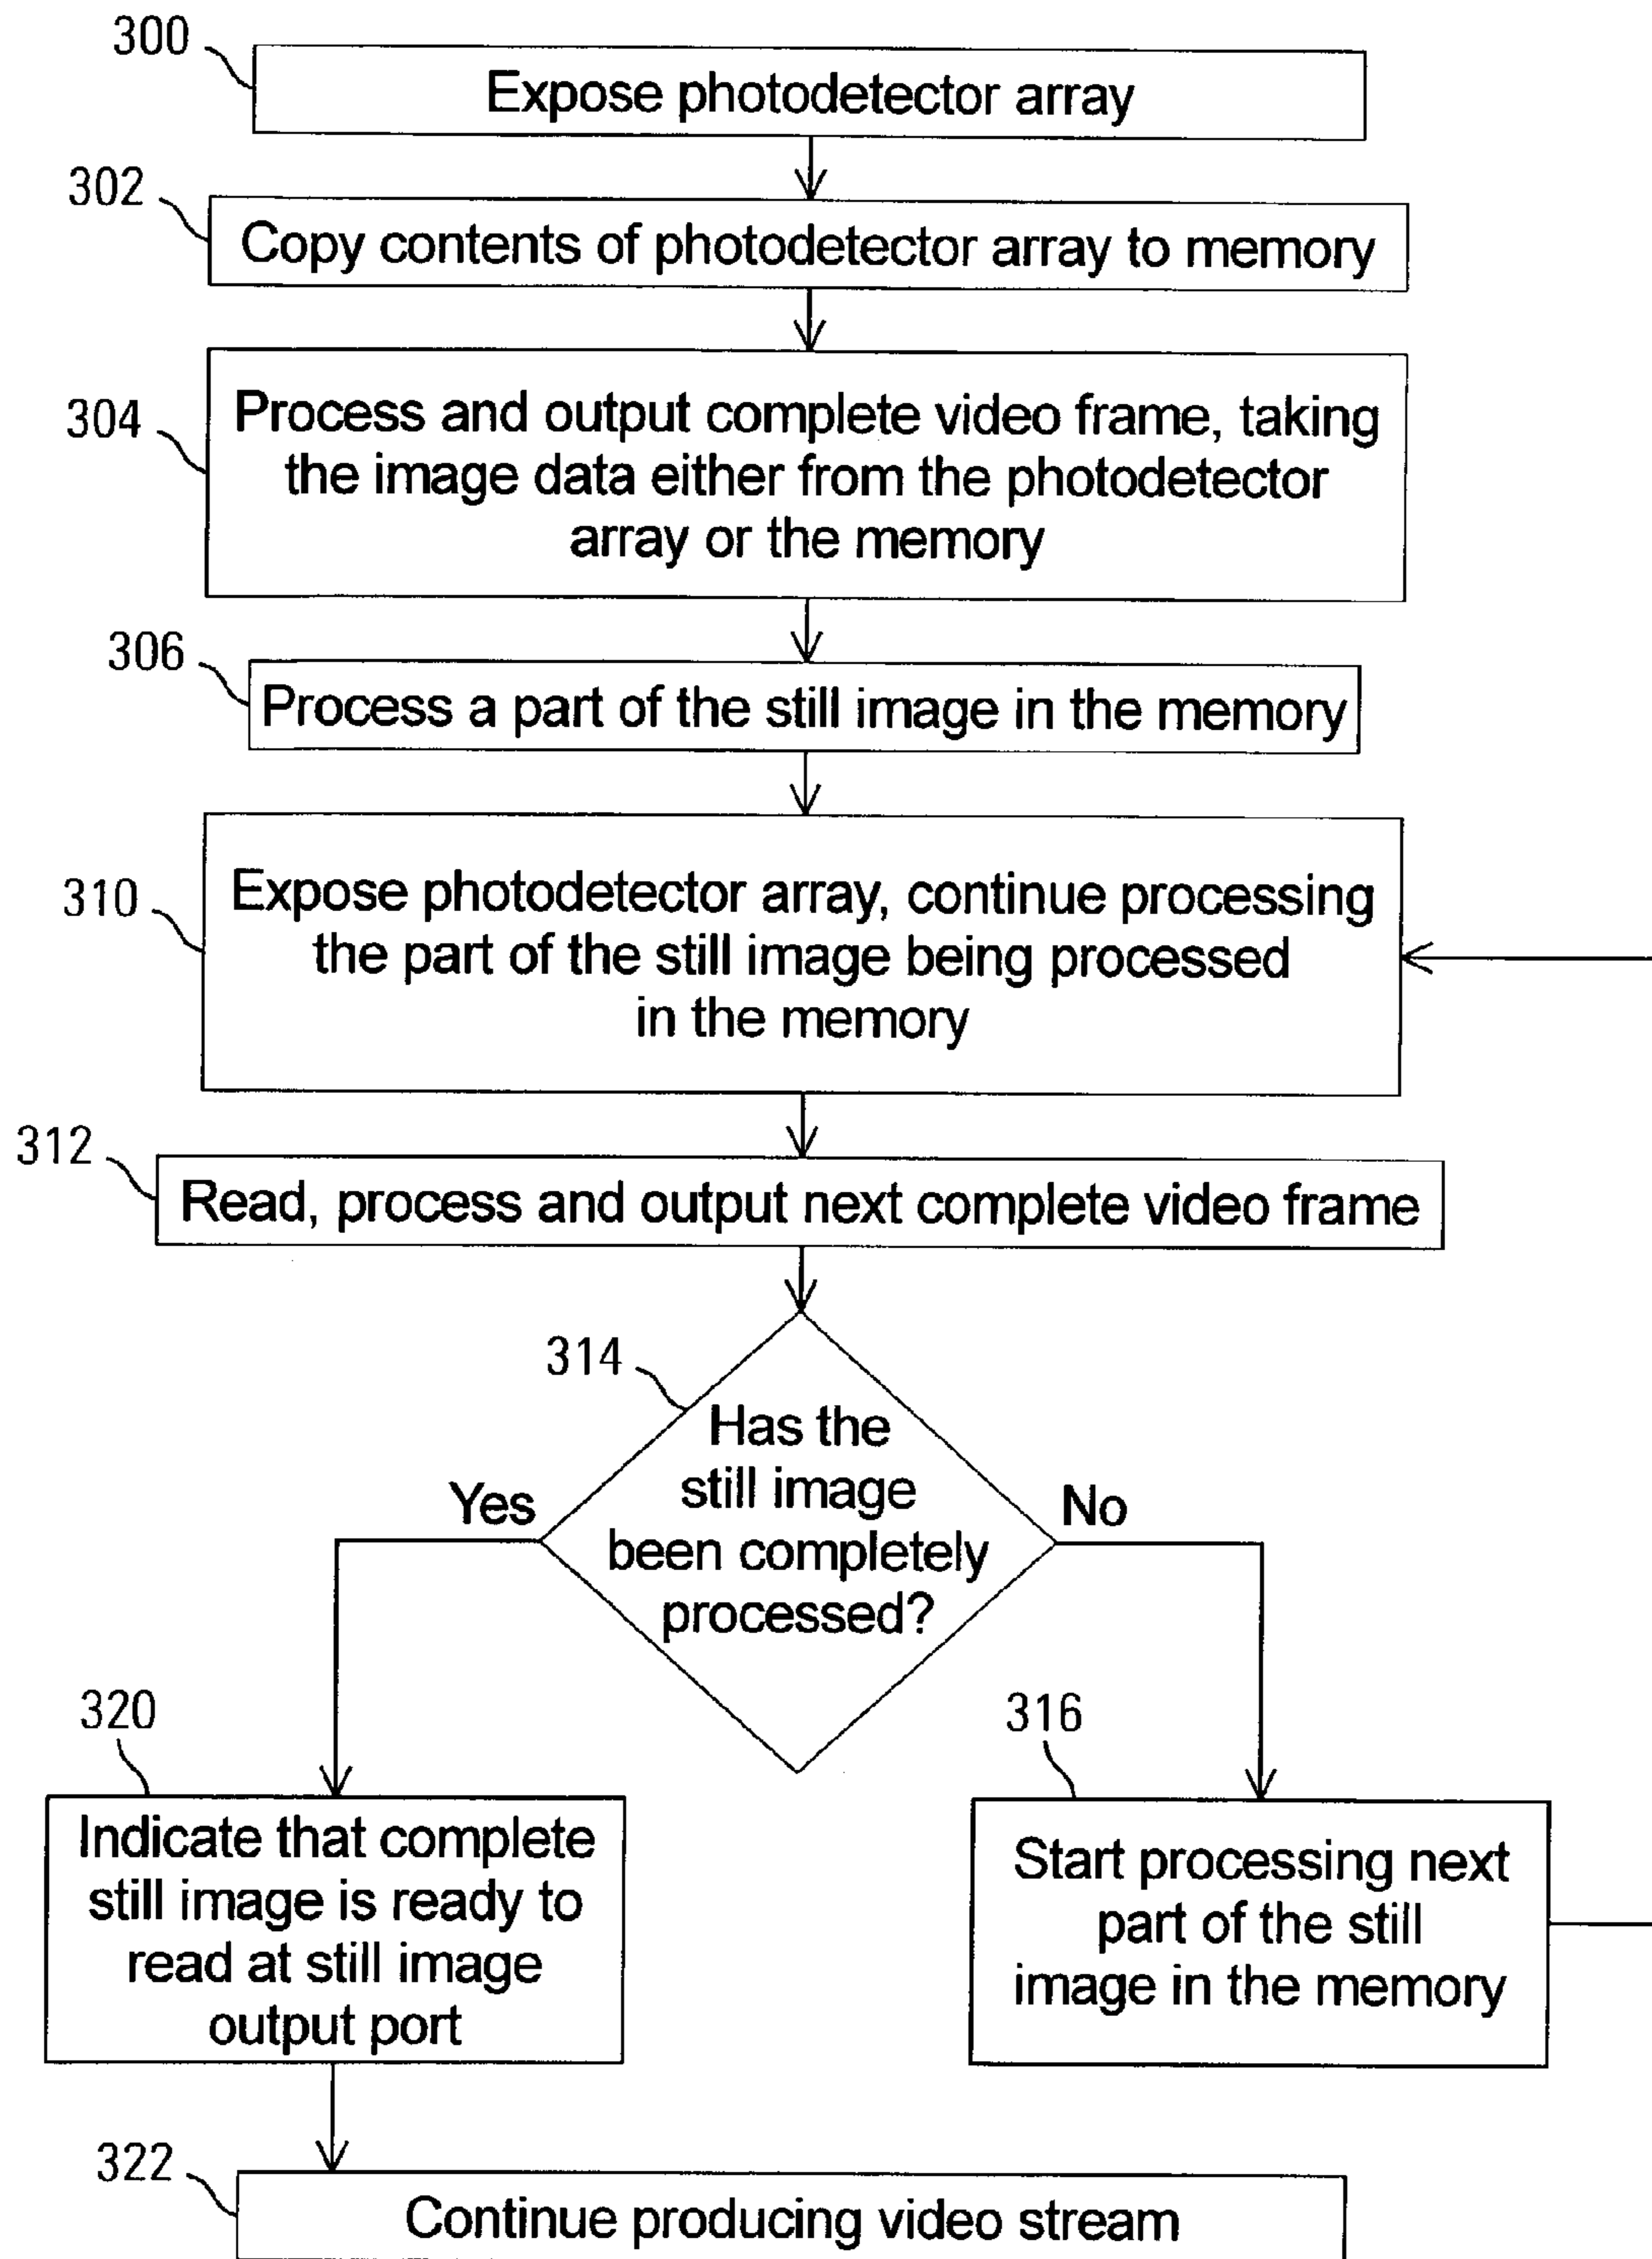 300
Expose photodetector array
302
Copy contents of photodetector array to memory
304
Process and output complete video frame, taking
the image data either from the photodetector
array or the memory
306
Process a part of the still image in the memory
310
Expose photodetector array, continue processing
the part of the still image being processed
in the memory
312
Read, process and output next complete video frame
314
Has the
still image
been completely
processed?
Yes
No
320
Indicate that complete
still image is ready to
read at still image
output port
316
Start processing next
part of the still
image in the memory
322
Continue producing video stream